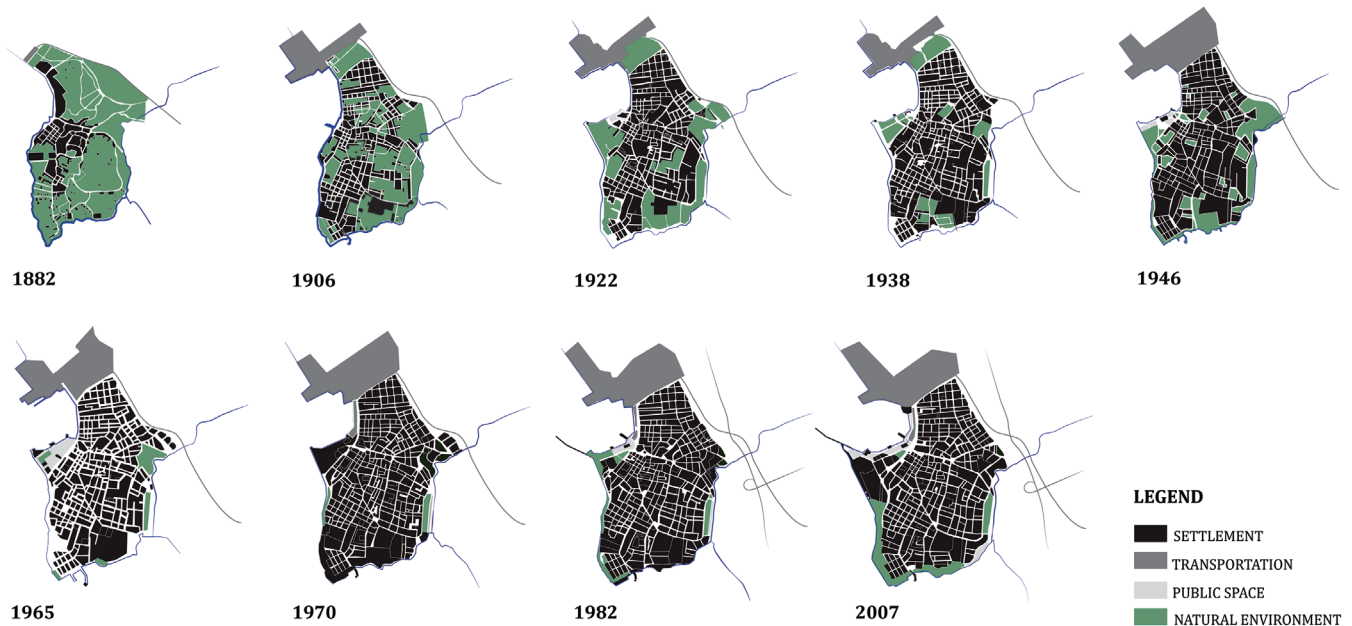 1882
1906
1922
1938
1946
1965
1970
1982
2007
LEGEND
SETTLEMENT
TRANSPORTATION
PUBLIC SPACE
NATURAL ENVIRONMENT